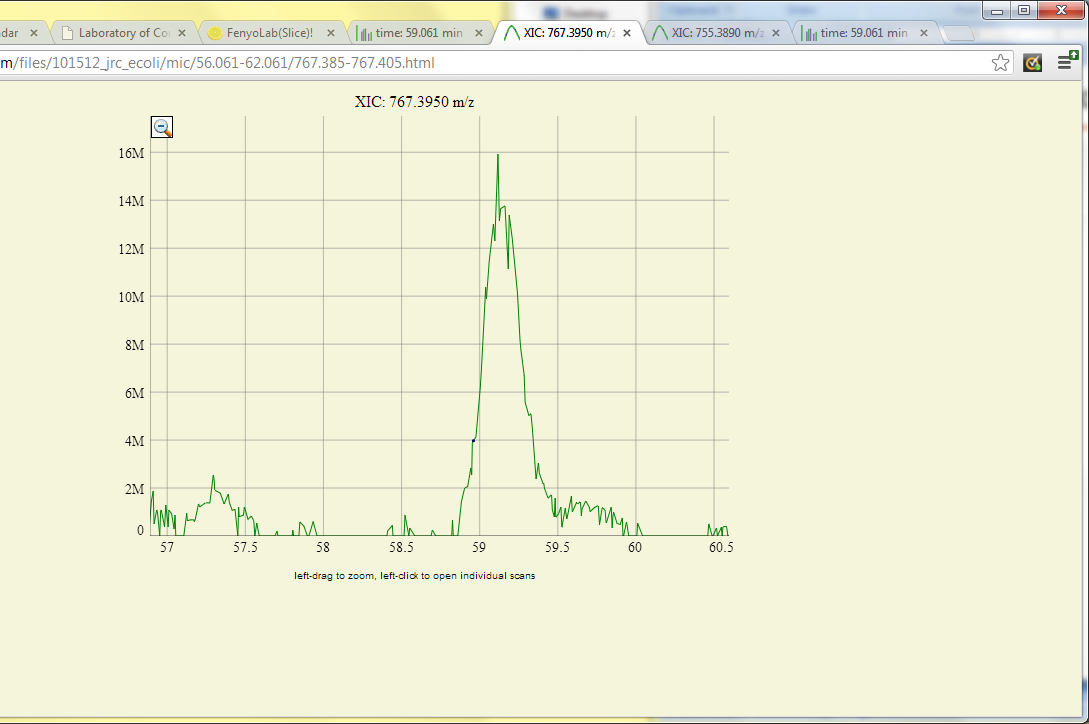 dar
Laboratory of Co
FenyoLab(Slice)!
time: 59.061 min
XIC: 767.3950 m/z
XIC: 755.3890 m/z
time: 59.061 min
m/files/101512_jrc_ecoli/mic/56.061-62.061/767.385-767.405.html
XIC: 767.3950 m/z
16M
14M
12M
10M
8M
6M
4M
2M
0
57 57.5 58 58.5 59 59.5 60 60.5
left-drag to zoom, left-click to open individual scans